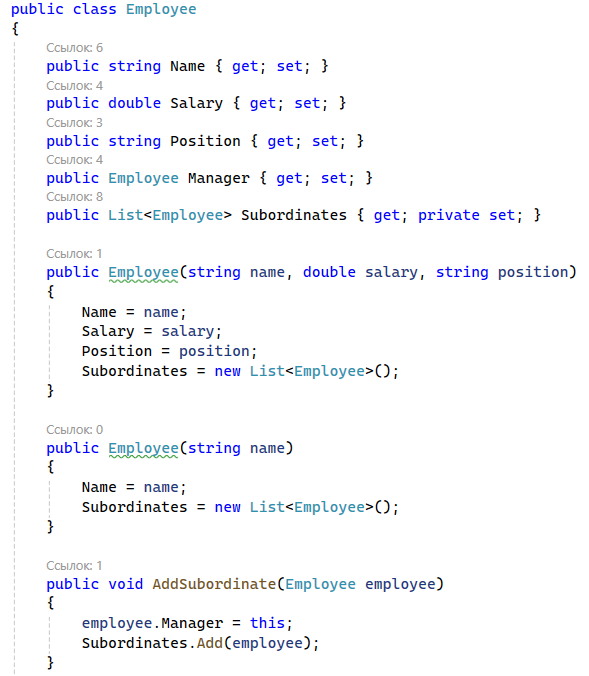 public class Employee
{
Ссылок: 6
public string Name { get; set; }
Ссылок: 4
public double Salary { get; set; }
Ссылок: 3
public string Position { get; set; }
Ссылок: 4
public Employee Manager { get; set; }
Ссылок: 8
public List<Employee> Subordinates { get; private set; }
Ссылок: 1
public Employee(string name, double salary, string position)
{
Name = name;
Salary = salary;
Position = position;
Subordinates = new List<Employee>();
}
Ссылок: 0
public Employee(string name)
{
Name = name;
Subordinates = new List<Employee>();
}
Ссылок: 1
public void AddSubordinate(Employee employee)
{
employee.Manager = this;
Subordinates.Add(employee);
}